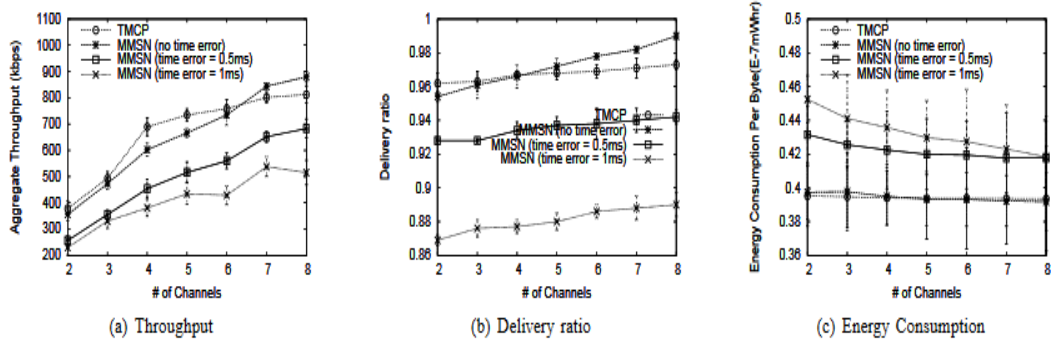 Aggregate Throughput (kbps)
1100
1000
900
800
700
600
500
400
300
200
TMCP
MMSN (no time error)
MMSN (time error = 0.5ms)
MMSN (time error = 1ms)
2 3 4 5 6 7 8
# of Channels
(a) Throughput
Delivery ratio
1
0.98
0.96
0.94
0.92
0.9
0.88
0.86
TMCP
MMSN (no time error)
MMSN (time error = 0.5ms)
MMSN (time error = 1ms)
2 3 4 5 6 7 8
# of Channels
(b) Delivery ratio
Energy Consumption Per Byte(E-7mWhr)
0.5
0.48
0.46
0.44
0.42
0.4
0.38
0.36
TMCP
MMSN (no time error)
MMSN (time error = 0.5ms)
MMSN (time error = 1ms)
2 3 4 5 6 7 8
# of Channels
(c) Energy Consumption